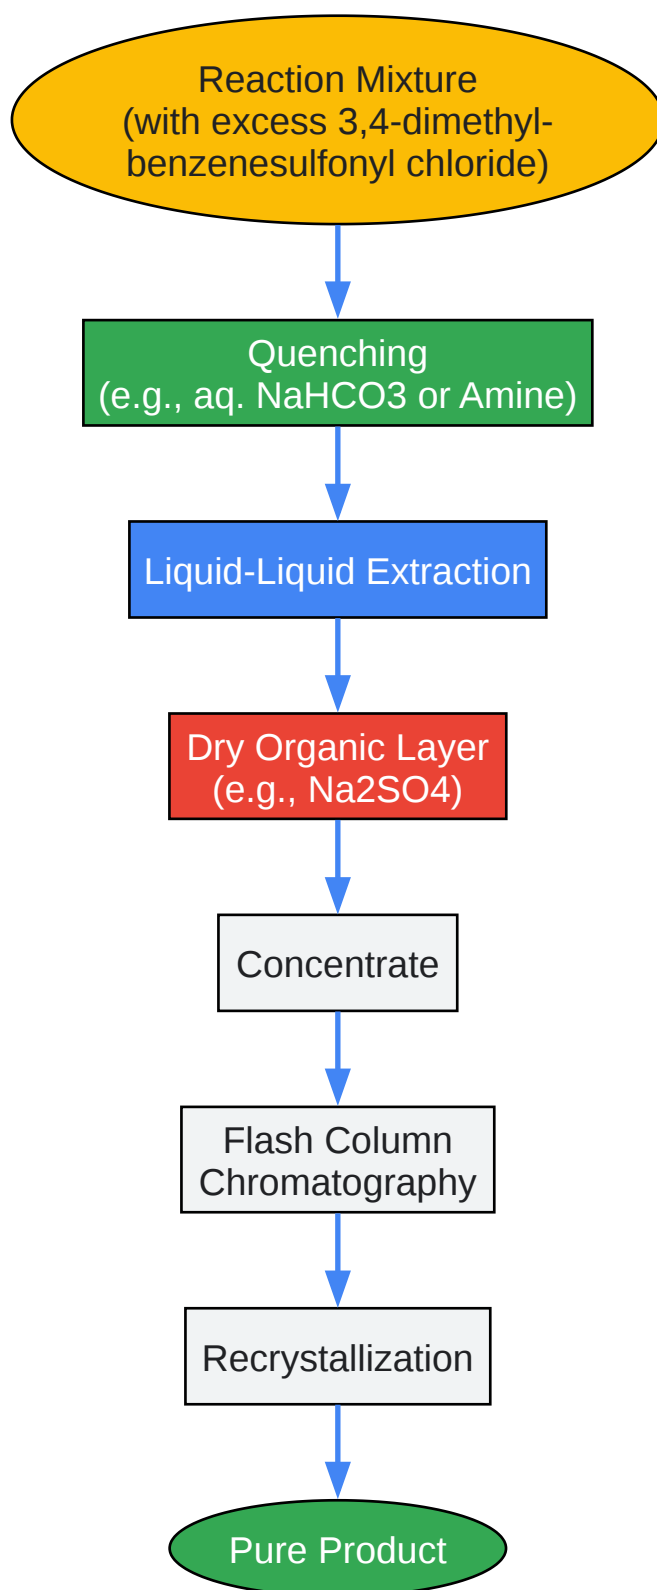 Reaction Mixture
(with excess 3,4-dimethyl-
benzenesulfonyl chloride)
Quenching
(e.g., aq. NaHCO3 or Amine)
Liquid-Liquid Extraction
Dry Organic Layer
(e.g., Na2SO4)
Concentrate
Flash Column
Chromatography
Recrystallization
Pure Product